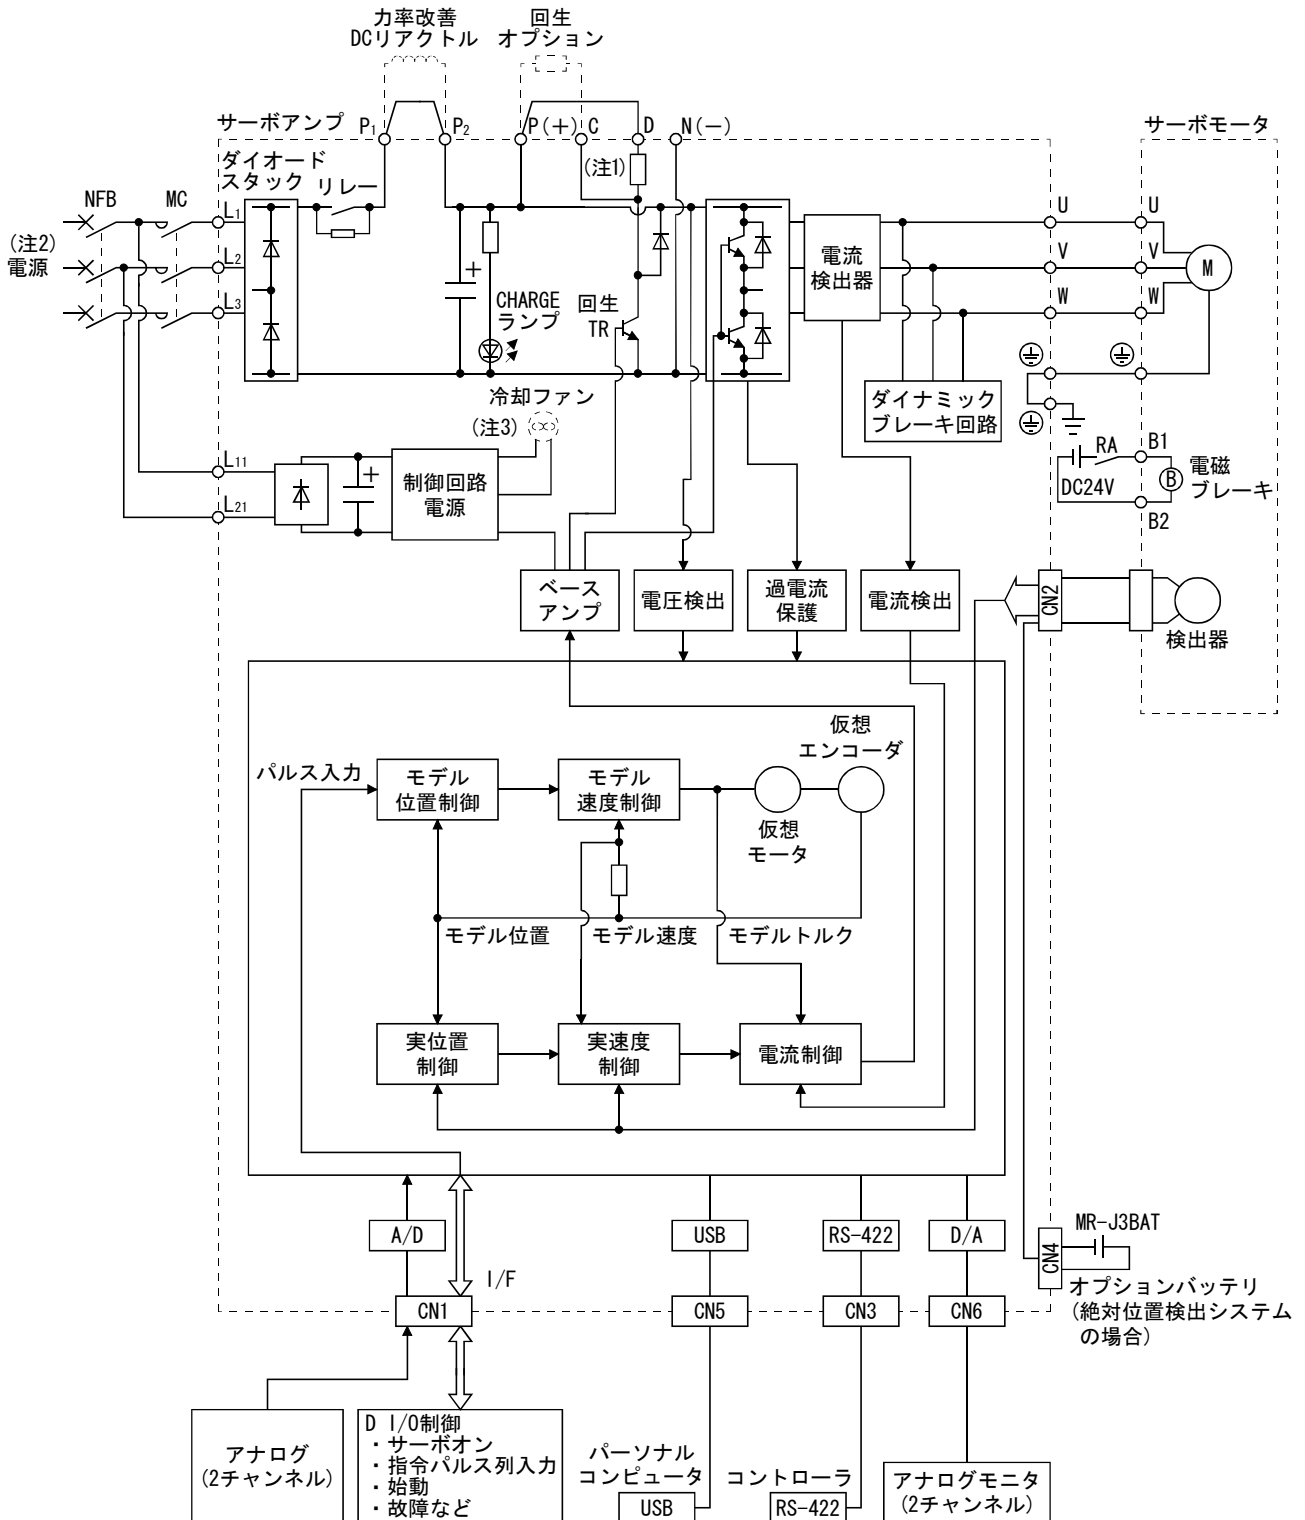 力率改善
DCリアクトル
回生
オプション
サーボアンプ
P₁
P₂
P(+)
C
D
N(−)
サーボモータ
ダイオード
スタック
リレー
(注1)
NFB
MC
L₁
L₂
L₃
(注2)
電源
CHARGE
ランプ
回生
TR
電流
検出器
U
V
W
U
V
W
M
ダイナミック
ブレーキ回路
冷却ファン
(注3)
L₁₁
L₂₁
制御回路
電源
RA
DC24V
B1
B
B2
電磁
ブレーキ
ベース
アンプ
電圧検出
過電流
保護
電流検出
CN2
検出器
パルス入力
モデル
位置制御
モデル
速度制御
仮想
エンコーダ
仮想
モータ
モデル位置
モデル速度
モデルトルク
実位置
制御
実速度
制御
電流制御
A/D
I/F
USB
RS-422
D/A
CN4
MR-J3BAT
オプションバッテリ
(絶対位置検出システム
の場合)
CN1
CN5
CN3
CN6
アナログ
(2チャンネル)
D I/O制御
・サーボオン
・指令パルス列入力
・始動
・故障など
パーソナル
コンピュータ
USB
コントローラ
RS-422
アナログモニタ
(2チャンネル)